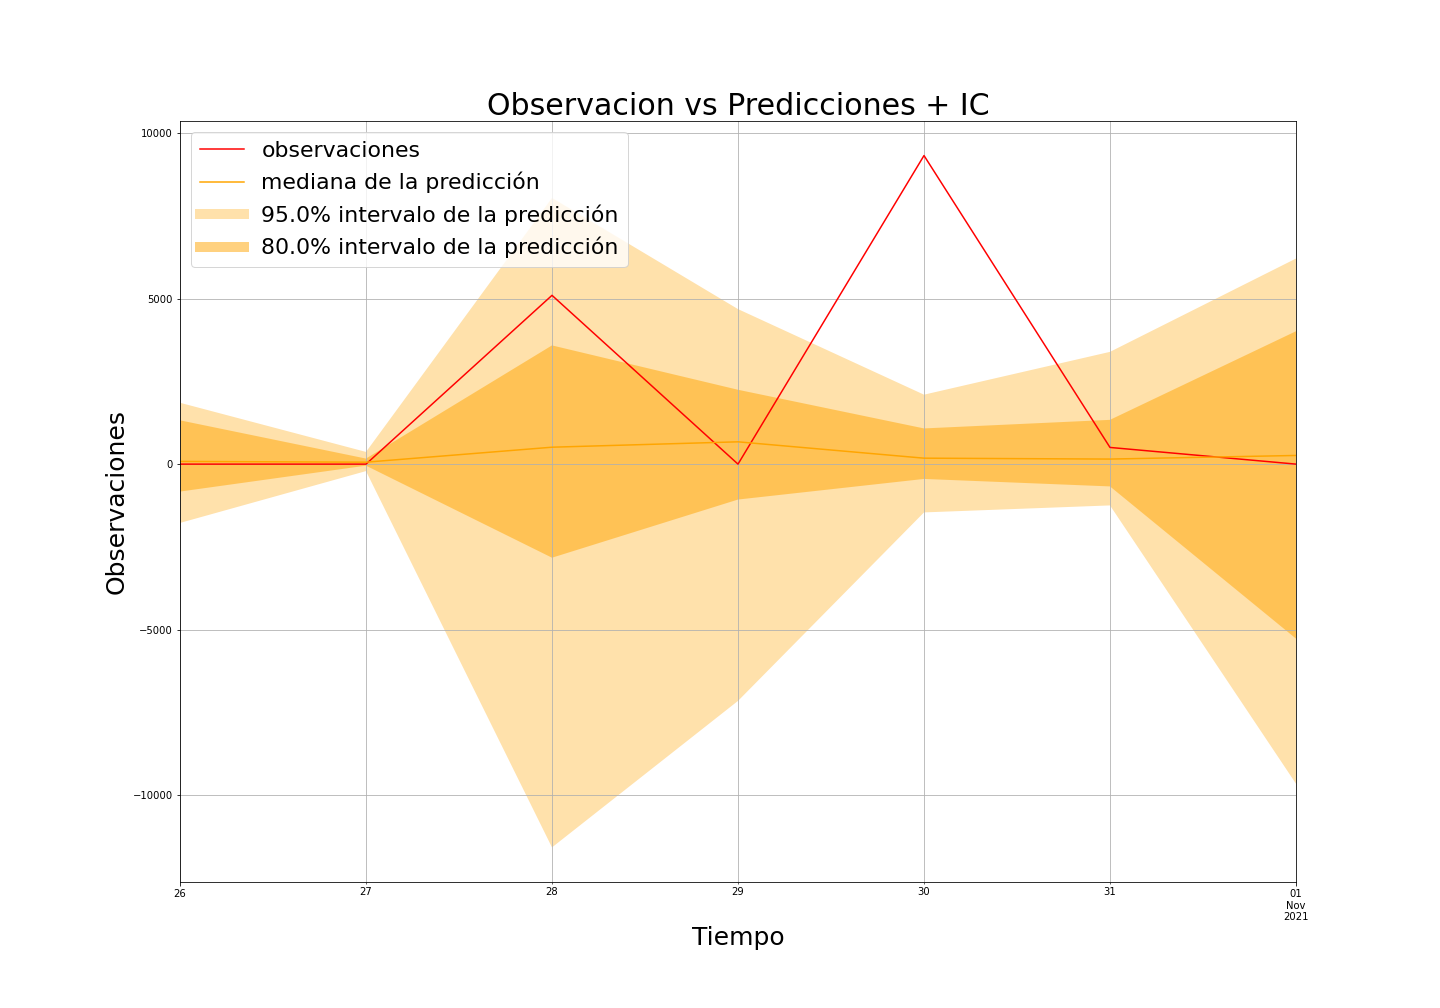 Observacion vs Predicciones + IC
observaciones
mediana de la predicción
95.0% intervalo de la predicción
80.0% intervalo de la predicción
Observaciones
10000
5000
0
−5000
−10000
26
27
28
29
30
31
01
Nov
2021
Tiempo